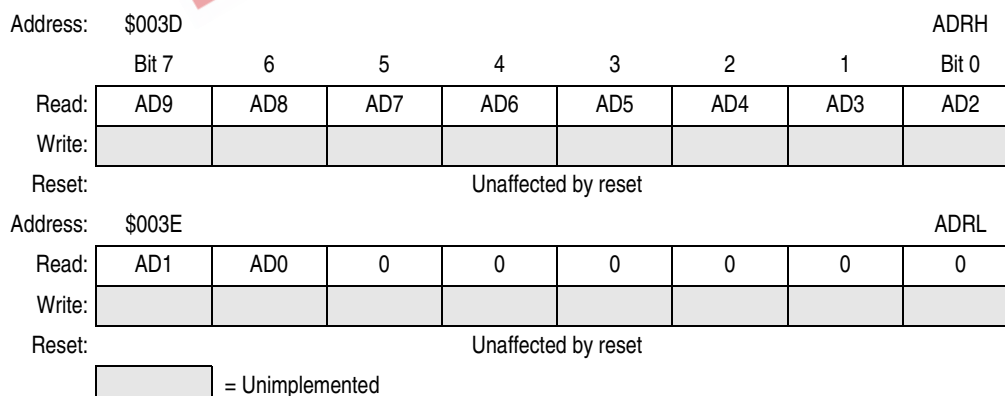 Address: $003D ADRH
Bit 7 6 5 4 3 2 1 Bit 0
Read: AD9 AD8 AD7 AD6 AD5 AD4 AD3 AD2
Write:
Reset: Unaffected by reset
Address: $003E ADRL
Read: AD1 AD0 0 0 0 0 0 0
Write:
Reset: Unaffected by reset
= Unimplemented